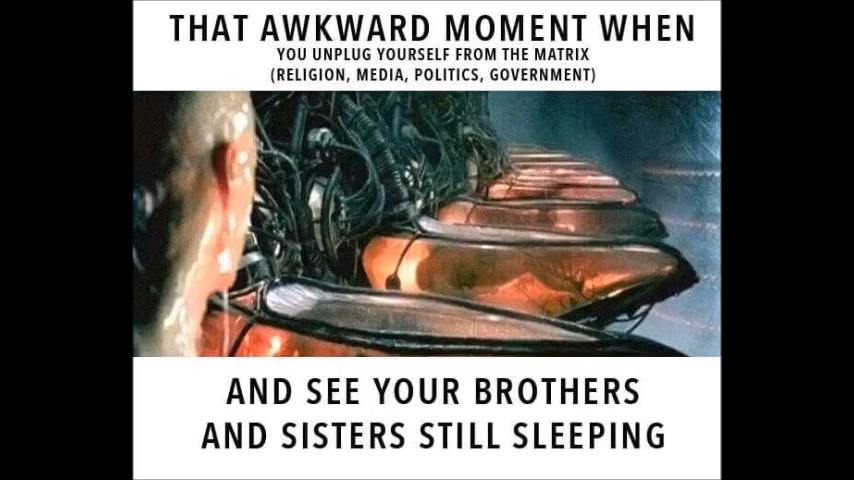 THAT AWKWARD MOMENT WHEN
YOU UNPLUG YOURSELF FROM THE MATRIX
(RELIGION, MEDIA, POLITICS, GOVERNMENT)
AND SEE YOUR BROTHERS
AND SISTERS STILL SLEEPING